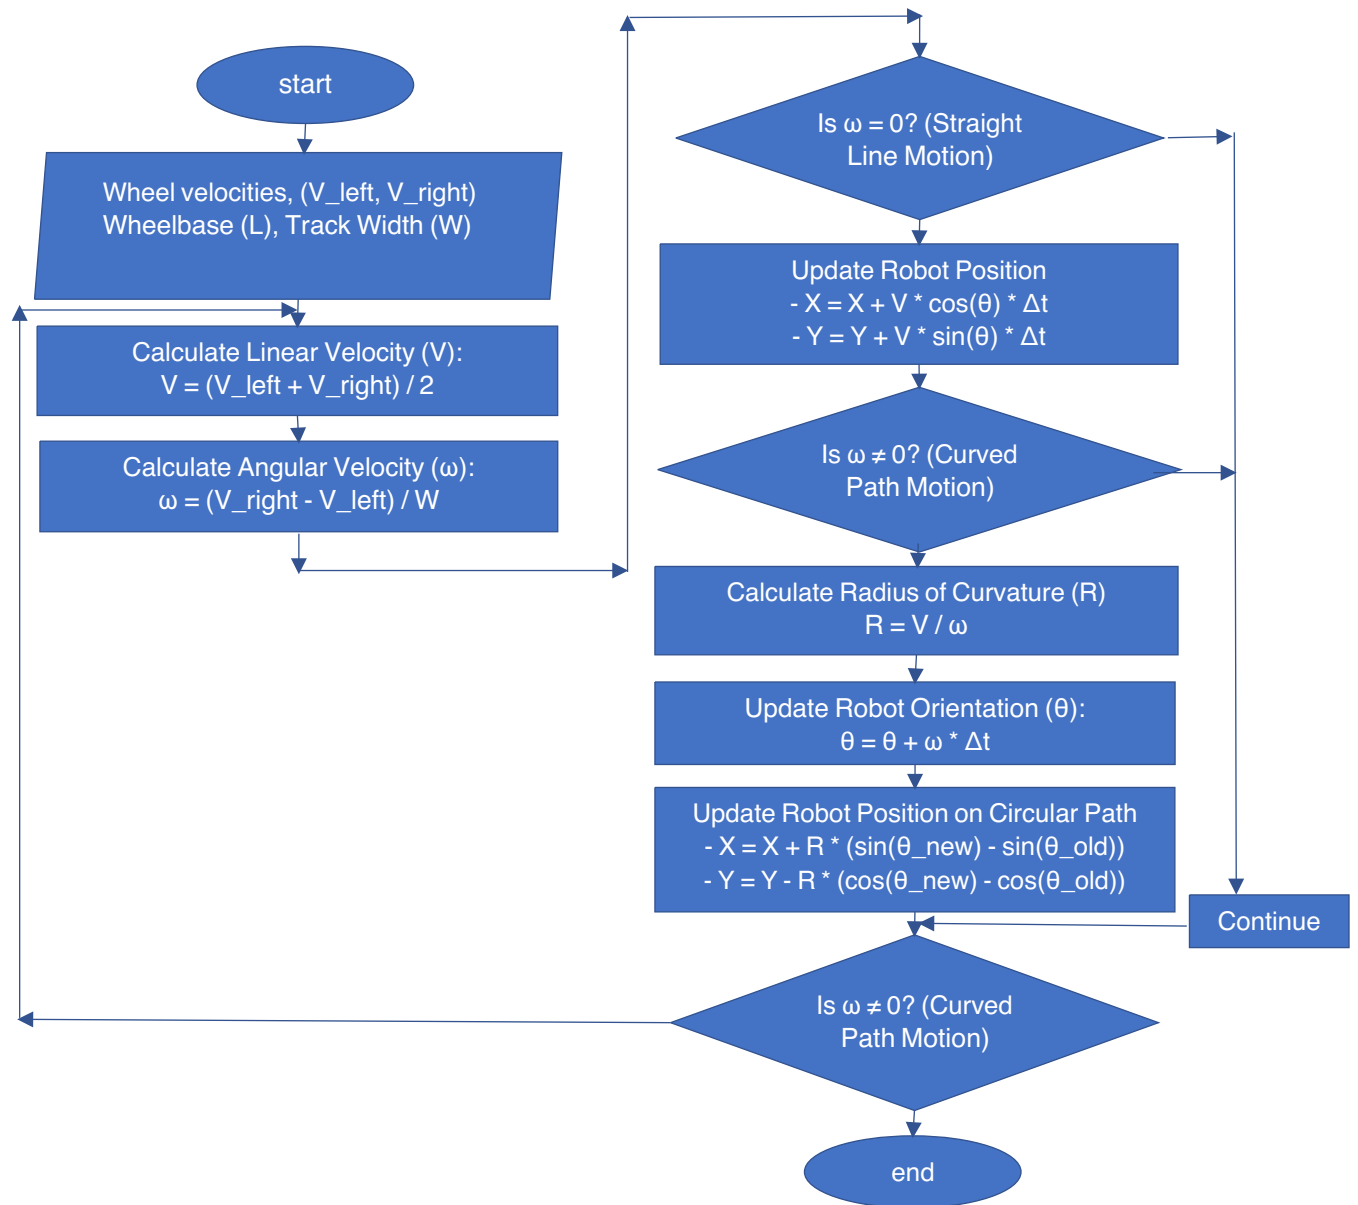 start
Wheel velocities, (V_left, V_right)
Wheelbase (L), Track Width (W)
Calculate Linear Velocity (V):
V = (V_left + V_right) / 2
Calculate Angular Velocity (ω):
ω = (V_right - V_left) / W
Is ω = 0? (Straight
Line Motion)
Update Robot Position
- X = X + V * cos(θ) * Δt
- Y = Y + V * sin(θ) * Δt
Is ω ≠ 0? (Curved
Path Motion)
Calculate Radius of Curvature (R)
R = V / ω
Update Robot Orientation (θ):
θ = θ + ω * Δt
Update Robot Position on Circular Path
- X = X + R * (sin(θ_new) - sin(θ_old))
- Y = Y - R * (cos(θ_new) - cos(θ_old))
Continue
Is ω ≠ 0? (Curved
Path Motion)
end